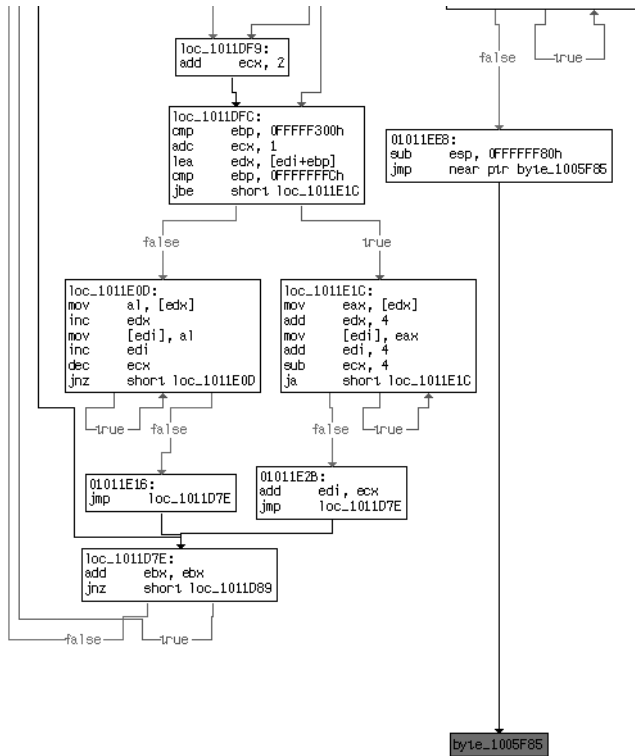 loc_1011DF9:
add ecx, 2
loc_1011DFC:
cmp ebp, 0FFFFF300h
adc ecx, 1
lea edx, [edi+ebp]
cmp ebp, 0FFFFFFFCh
jbe short loc_1011E1C
false
true
01011EE8:
sub esp, 0FFFFFF80h
jmp near ptr byte_1005F85
false
true
loc_1011E0D:
mov al, [edx]
inc edx
mov [edi], al
inc edi
dec ecx
jnz short loc_1011E0D
loc_1011E1C:
mov eax, [edx]
add edx, 4
mov [edi], eax
add edi, 4
sub ecx, 4
ja short loc_1011E1C
true
false
false
true
01011E16:
jmp loc_1011D7E
01011E2B:
add edi, ecx
jmp loc_1011D7E
loc_1011D7E:
add ebx, ebx
jnz short loc_1011D89
false
true
byte_1005F85